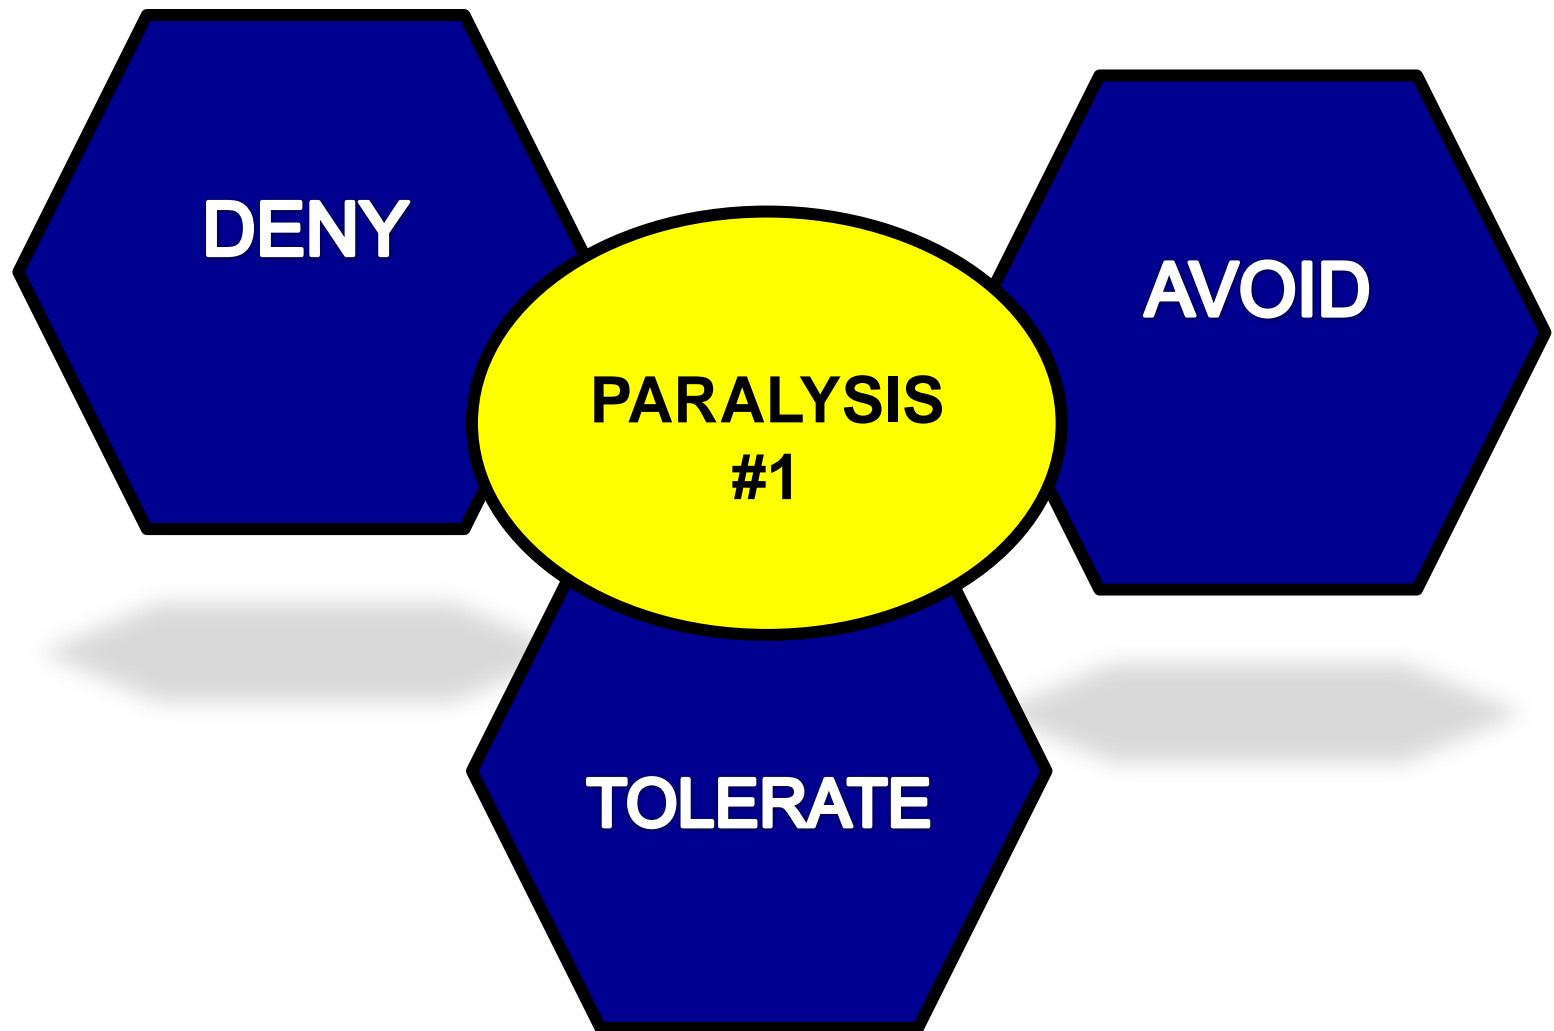 DENY
AVOID
PARALYSIS
#1
TOLERATE